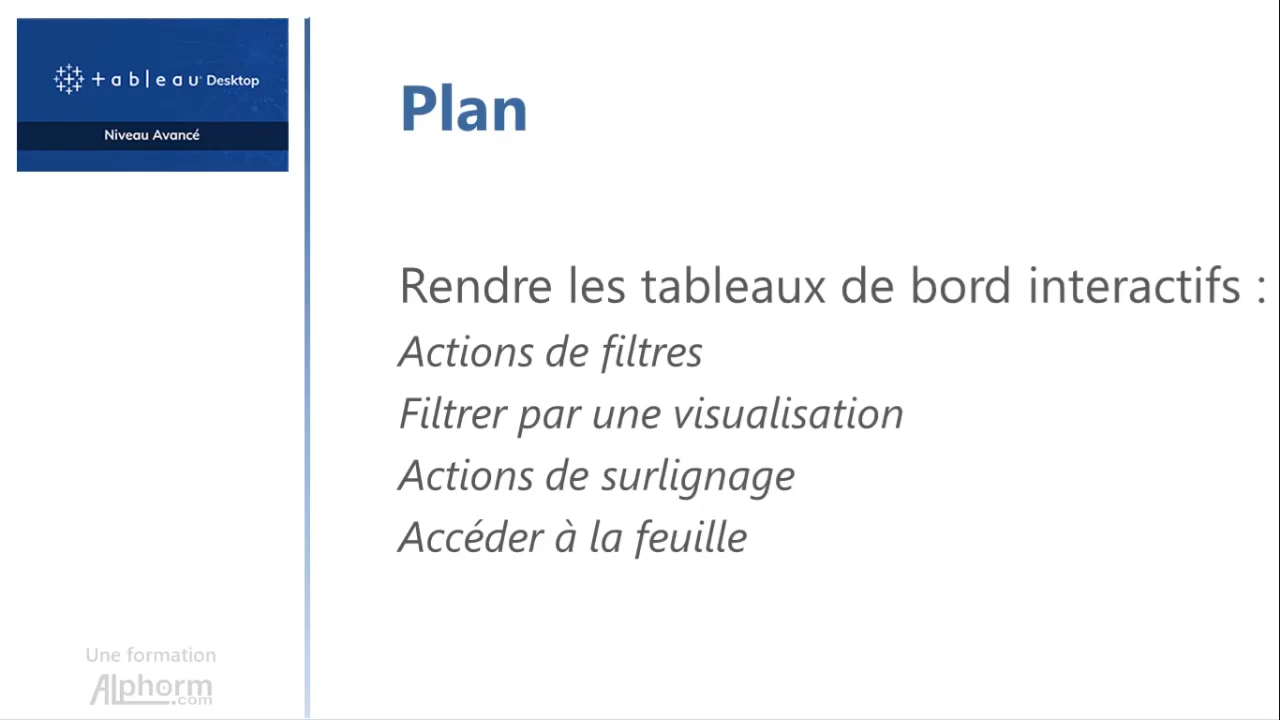 tableau Desktop
Niveau Avancé
Plan
Rendre les tableaux de bord interactifs :
Actions de filtres
Filtrer par une visualisation
Actions de surlignage
Accéder à la feuille
Une formation
Alphorm
.com